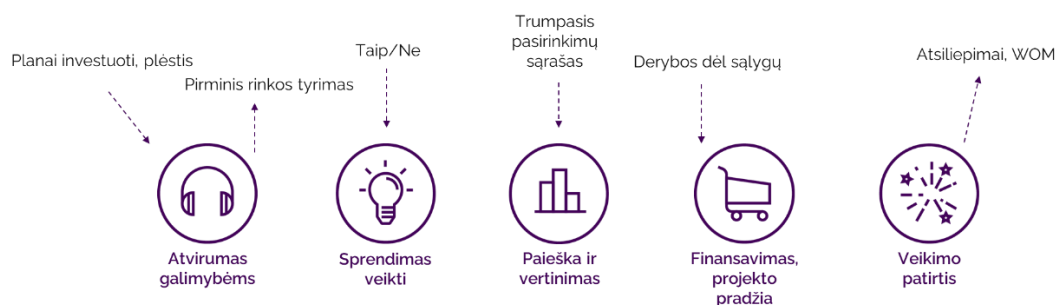 Planai investuoti, plėstis
Pirminis rinkos tyrimas
Taip/Ne
Trumpasis
pasirinkimų
sąrašas
Derybos dėl sąlygų
Atsiliepimai, WOM
Atvirumas
galimybėms
Sprendimas
veikti
Paieška ir
vertinimas
Finansavimas,
projekto
pradžia
Veikimo
patirtis